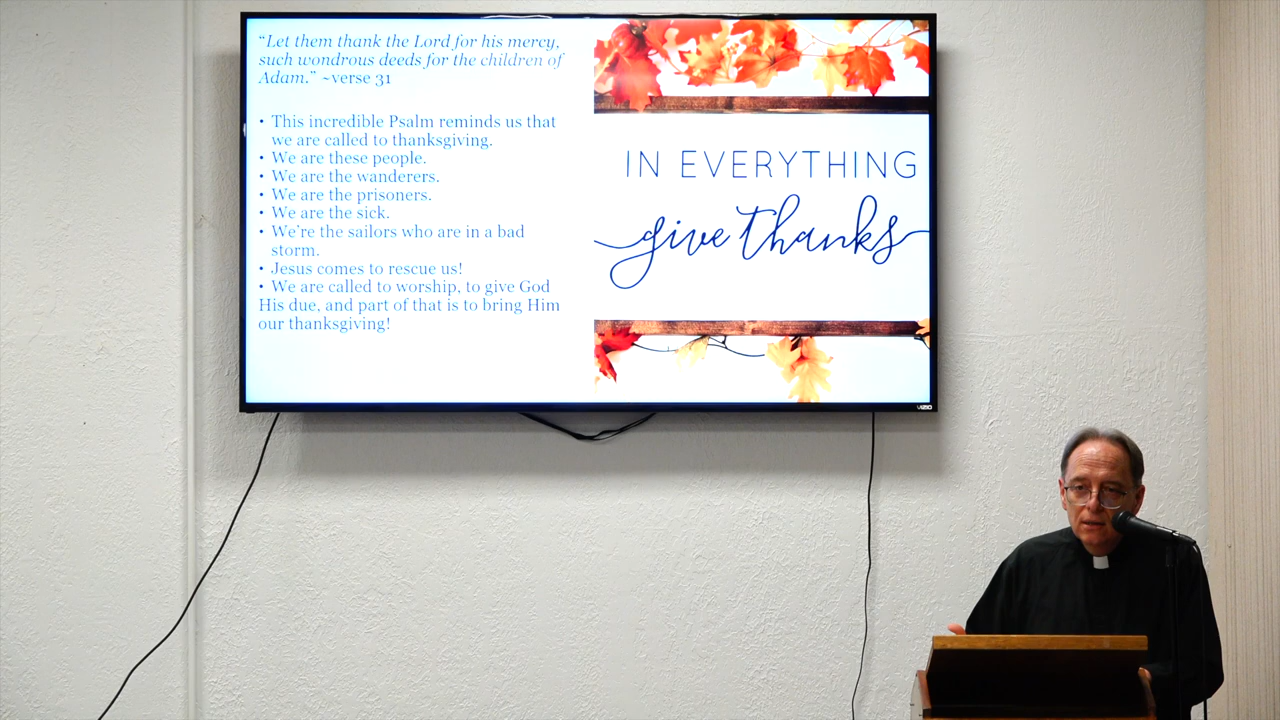 “Let them thank the Lord for his mercy,
such wondrous deeds for the children of
Adam.” ~verse 31
• This incredible Psalm reminds us that
we are called to thanksgiving.
• We are these people.
• We are the wanderers.
• We are the prisoners.
• We are the sick.
• We’re the sailors who are in a bad
storm.
• Jesus comes to rescue us!
• We are called to worship, to give God
His due, and part of that is to bring Him
our thanksgiving!
IN EVERYTHING
give thanks
VIZIO